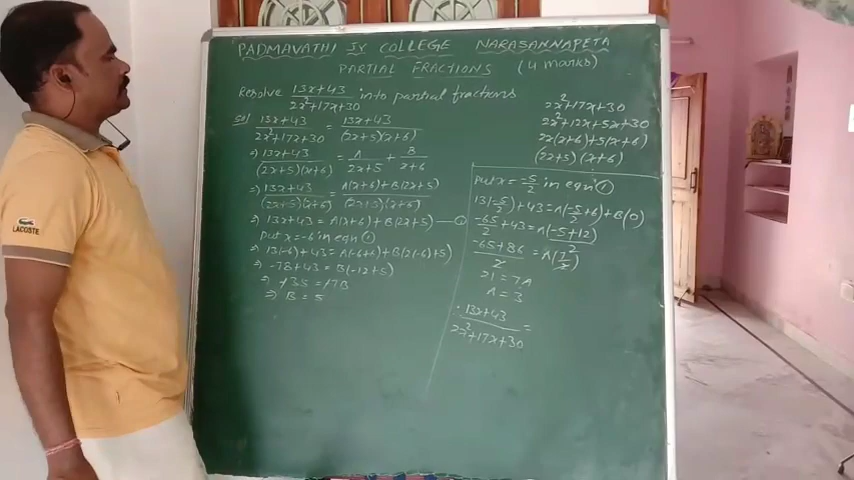 PADMAVATHI Jr COLLEGE NARASANNAPETA
PARTIAL FRACTIONS (4 marks)
Resolve (13x+43)/(2x²+17x+30) into partial fractions
Sol (13x+43)/(2x²+17x+30) = (13x+43)/((2x+5)(x+6))
⇒ (13x+43)/((2x+5)(x+6)) = A/(2x+5) + B/(x+6)
⇒ (13x+43)/((2x+5)(x+6)) = (A(x+6)+B(2x+5))/((2x+5)(x+6))
⇒ 13x+43 = A(x+6)+B(2x+5) — ①
Put x=-6 in eqn ①
⇒ 13(-6)+43 = A(-6+6)+B(2(-6)+5)
⇒ -78+43 = B(-12+5)
⇒ -35 = -7B
⇒ B = 5
2x²+17x+30
2x²+12x+5x+30
2x(x+6)+5(x+6)
(2x+5)(x+6)
Put x = -5/2 in eqn ①
13(-5/2)+43 = A(-5/2+6)+B(0)
-65/2+43 = A((-5+12)/2)
(-65+86)/2 = A(7/2)
21 = 7A
A = 3
∴ (13x+43)/(2x²+17x+30) =
LOREM